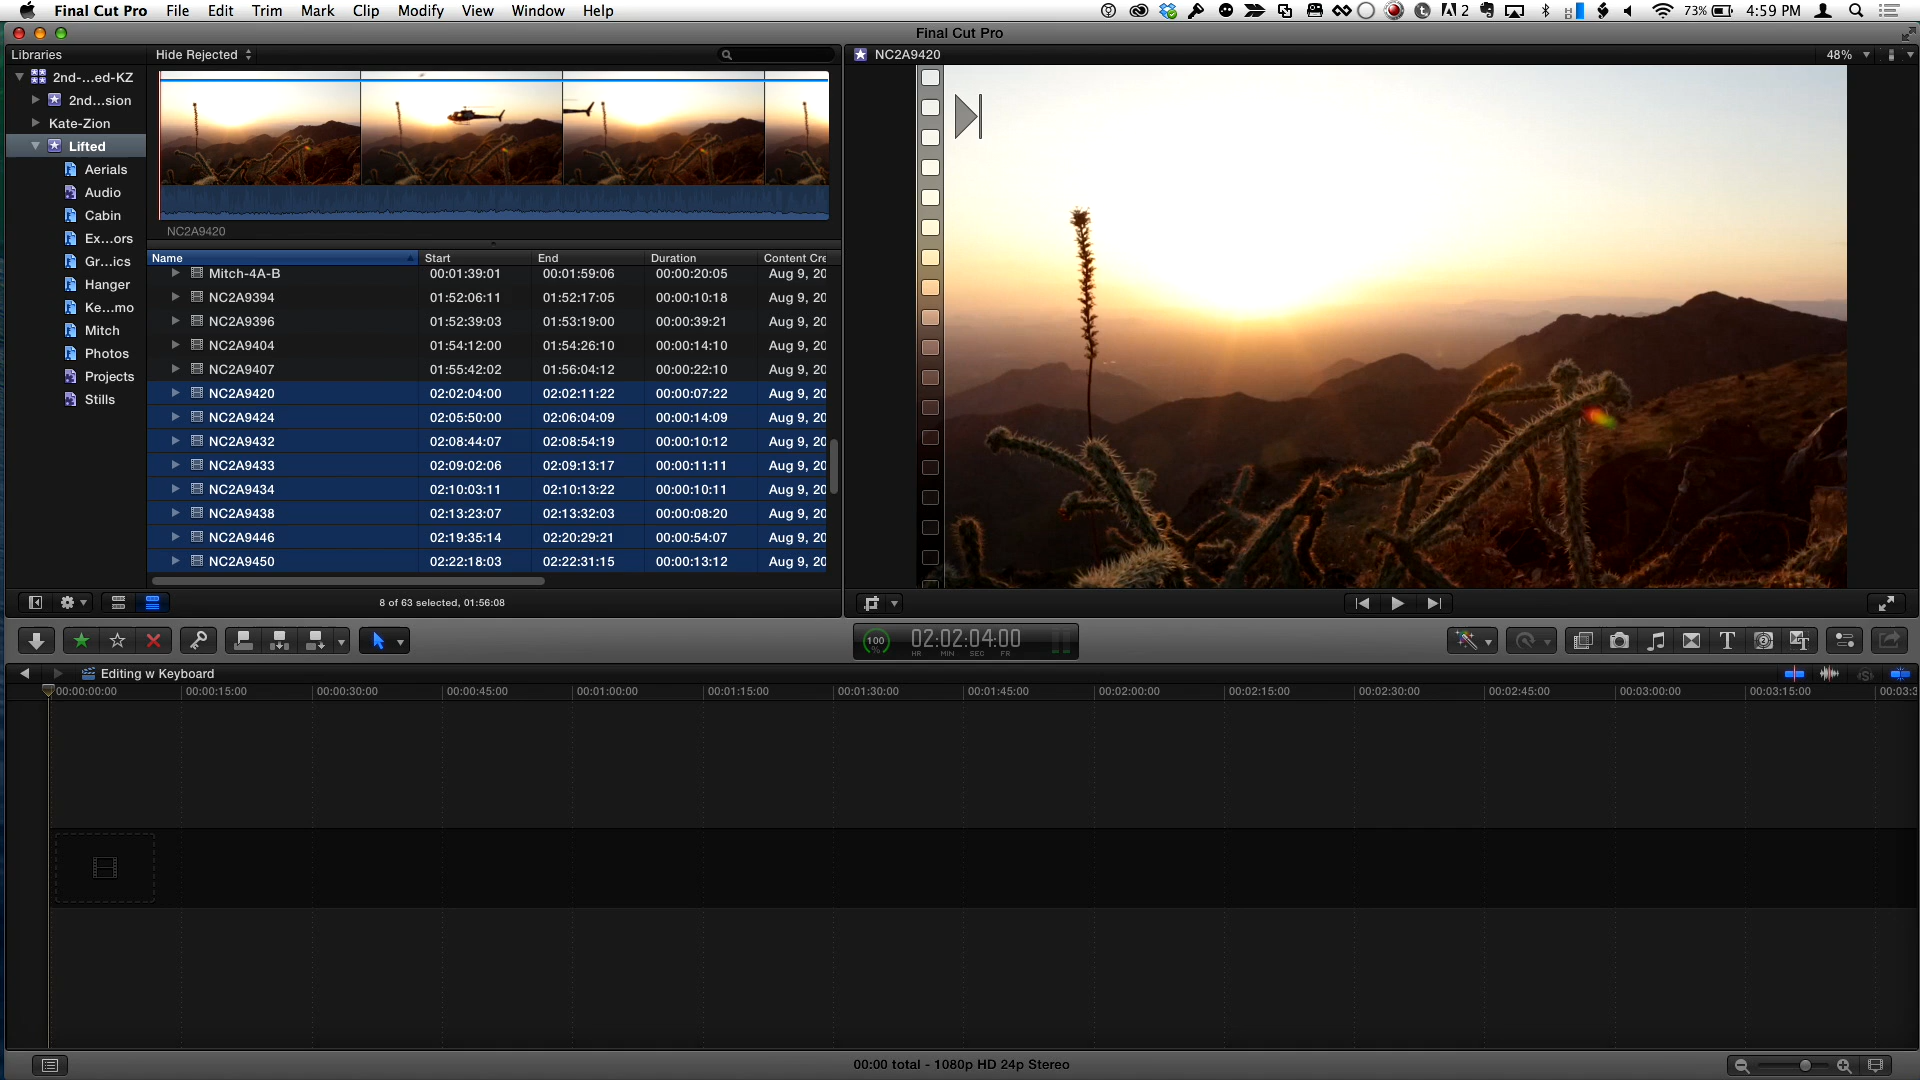 Final Cut Pro File Edit Trim Mark Clip Modify View Window Help 2 73% 4:59 PM
Final Cut Pro
Libraries Hide Rejected NC2A9420 48%
2nd-...ed-KZ
2nd...sion
Kate-Zion
Lifted
Aerials
Audio
Cabin
Ex...ors
Gr...ics
Hanger
Ke...mo
Mitch
Photos
Projects
Stills
NC2A9420
Name Start End Duration Content Cre
Mitch-4A-B 00:01:39:01 00:01:59:06 00:00:20:05 Aug 9, 20
NC2A9394 01:52:06:11 01:52:17:05 00:00:10:18 Aug 9, 20
NC2A9396 01:52:39:03 01:53:19:00 00:00:39:21 Aug 9, 20
NC2A9404 01:54:12:00 01:54:26:10 00:00:14:10 Aug 9, 20
NC2A9407 01:55:42:02 01:56:04:12 00:00:22:10 Aug 9, 20
NC2A9420 02:02:04:00 02:02:11:22 00:00:07:22 Aug 9, 20
NC2A9424 02:05:50:00 02:06:04:09 00:00:14:09 Aug 9, 20
NC2A9432 02:08:44:07 02:08:54:19 00:00:10:12 Aug 9, 20
NC2A9433 02:09:02:06 02:09:13:17 00:00:11:11 Aug 9, 20
NC2A9434 02:10:03:11 02:10:13:22 00:00:10:11 Aug 9, 20
NC2A9438 02:13:23:07 02:13:32:03 00:00:08:20 Aug 9, 20
NC2A9446 02:19:35:14 02:20:29:21 00:00:54:07 Aug 9, 20
NC2A9450 02:22:18:03 02:22:31:15 00:00:13:12 Aug 9, 20
8 of 63 selected, 01:56:08
100 % 02:02:04:00
HR MIN SEC FR
Editing w Keyboard
00:00:00:00 00:00:15:00 00:00:30:00 00:00:45:00 00:01:00:00 00:01:15:00 00:01:30:00 00:01:45:00 00:02:00:00 00:02:15:00 00:02:30:00 00:02:45:00 00:03:00:00 00:03:15:00 00:03:3
00:00 total - 1080p HD 24p Stereo